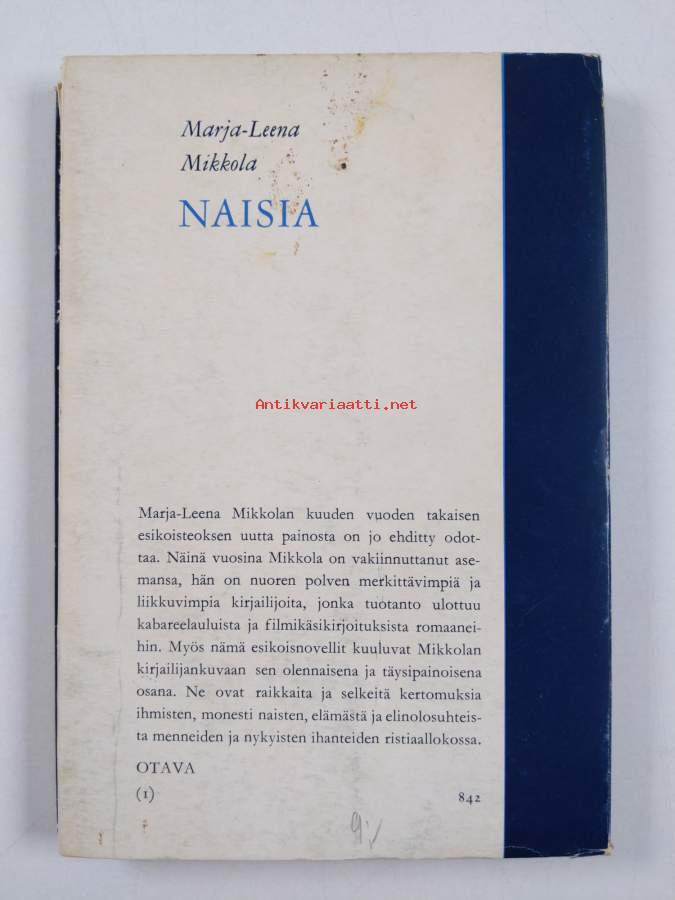 Marja-Leena
Mikkola
NAISIA
Antikvariaatti.net
Marja-Leena Mikkolan kuuden vuoden takaisen
esikoisteoksen uutta painosta on jo ehditty odot-
taa. Näinä vuosina Mikkola on vakiinnuttanut ase-
mansa, hän on nuoren polven merkittävimpiä ja
liikkuvimpia kirjailijoita, jonka tuotanto ulottuu
kabareelauluista ja filmikäsikirjoituksista romaanei-
hin. Myös nämä esikoisnovellit kuuluvat Mikkolan
kirjailijankuvaan sen olennaisena ja täysipainoisena
osana. Ne ovat raikkaita ja selkeitä kertomuksia
ihmisten, monesti naisten, elämästä ja elinolosuhteis-
ta menneiden ja nykyisten ihanteiden ristiaallokossa.
OTAVA
(1) 842
9:/